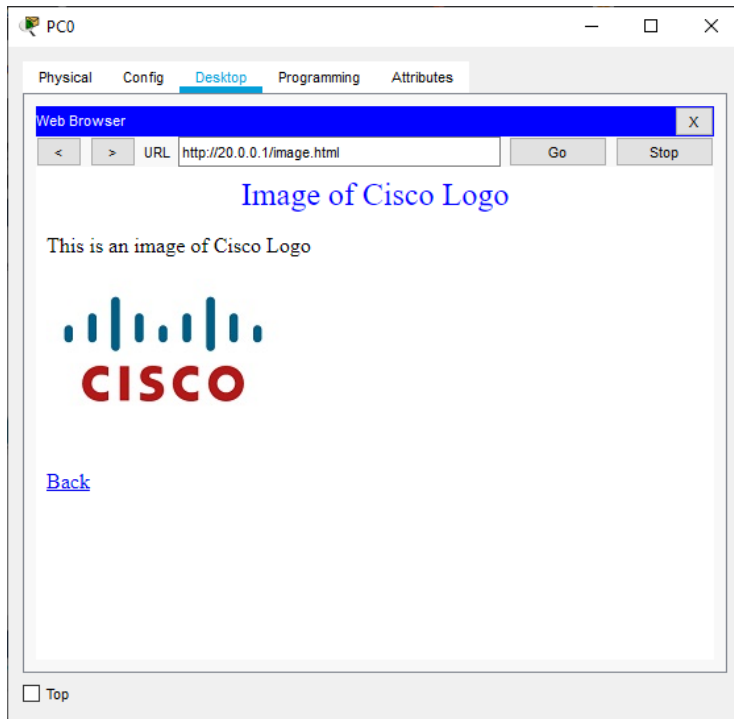 PC0
Physical Config Desktop Programming Attributes
Web Browser X
< > URL http://20.0.0.1/image.html Go Stop
Image of Cisco Logo
This is an image of Cisco Logo
CISCO
Back
Top